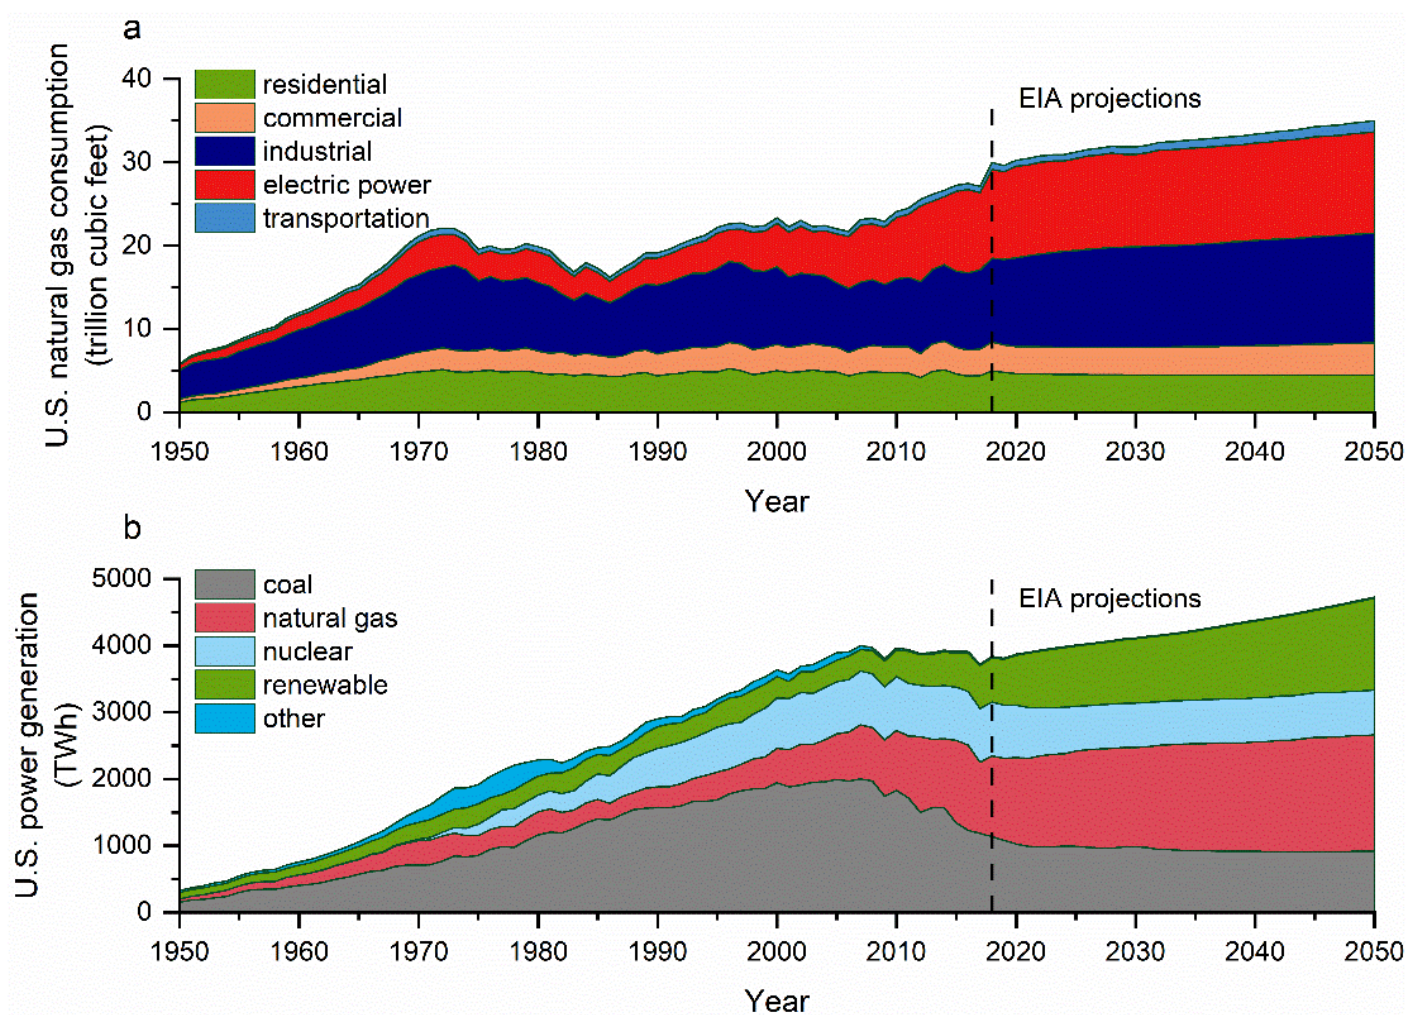 a
U.S. natural gas consumption
(trillion cubic feet)
40
30
20
10
0
residential
commercial
industrial
electric power
transportation
EIA projections
1950 1960 1970 1980 1990 2000 2010 2020 2030 2040 2050
Year
b
U.S. power generation
(TWh)
5000
4000
3000
2000
1000
0
coal
natural gas
nuclear
renewable
other
EIA projections
1950 1960 1970 1980 1990 2000 2010 2020 2030 2040 2050
Year